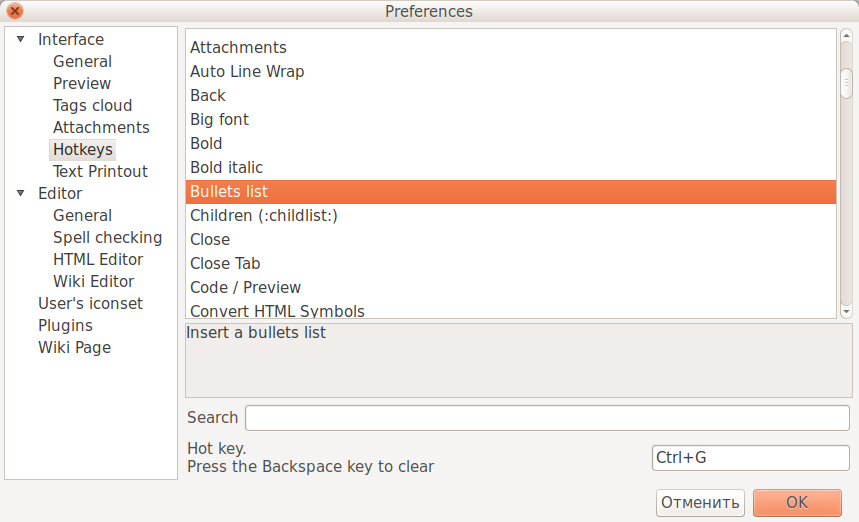 Preferences
Interface
General
Preview
Tags cloud
Attachments
Hotkeys
Text Printout
Editor
General
Spell checking
HTML Editor
Wiki Editor
User's iconset
Plugins
Wiki Page
Attachments
Auto Line Wrap
Back
Big font
Bold
Bold italic
Bullets list
Children (:childlist:)
Close
Close Tab
Code / Preview
Convert HTML Symbols
Insert a bullets list
Search
Hot key.
Press the Backspace key to clear
Ctrl+G
Отменить
OK